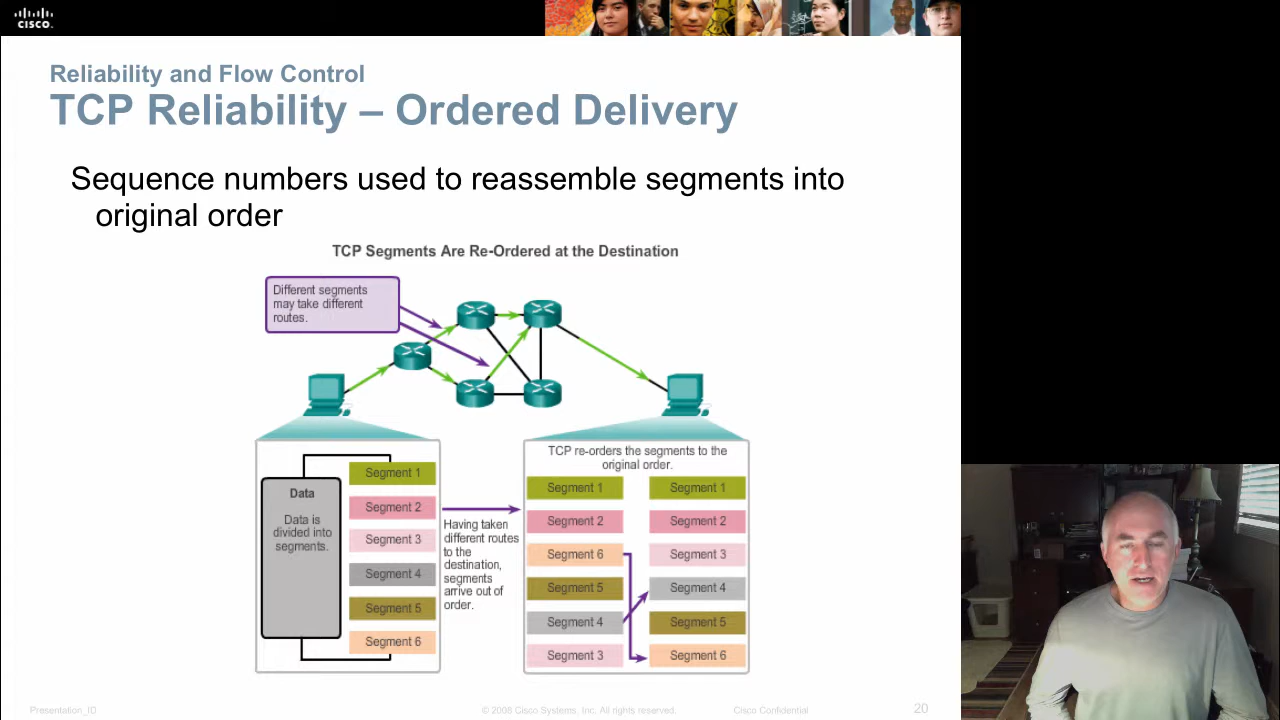 CISCO
Reliability and Flow Control
TCP Reliability – Ordered Delivery
Sequence numbers used to reassemble segments into
original order
TCP Segments Are Re-Ordered at the Destination
Different segments
may take different
routes.
Data
Data is
divided into
segments.
Segment 1
Segment 2
Segment 3
Segment 4
Segment 5
Segment 6
Having taken
different routes
to the
destination,
segments
arrive out of
order.
TCP re-orders the segments to the
original order.
Segment 1
Segment 2
Segment 6
Segment 5
Segment 4
Segment 3
Segment 1
Segment 2
Segment 3
Segment 4
Segment 5
Segment 6
Presentation_ID
© 2008 Cisco Systems, Inc. All rights reserved.
Cisco Confidential
20